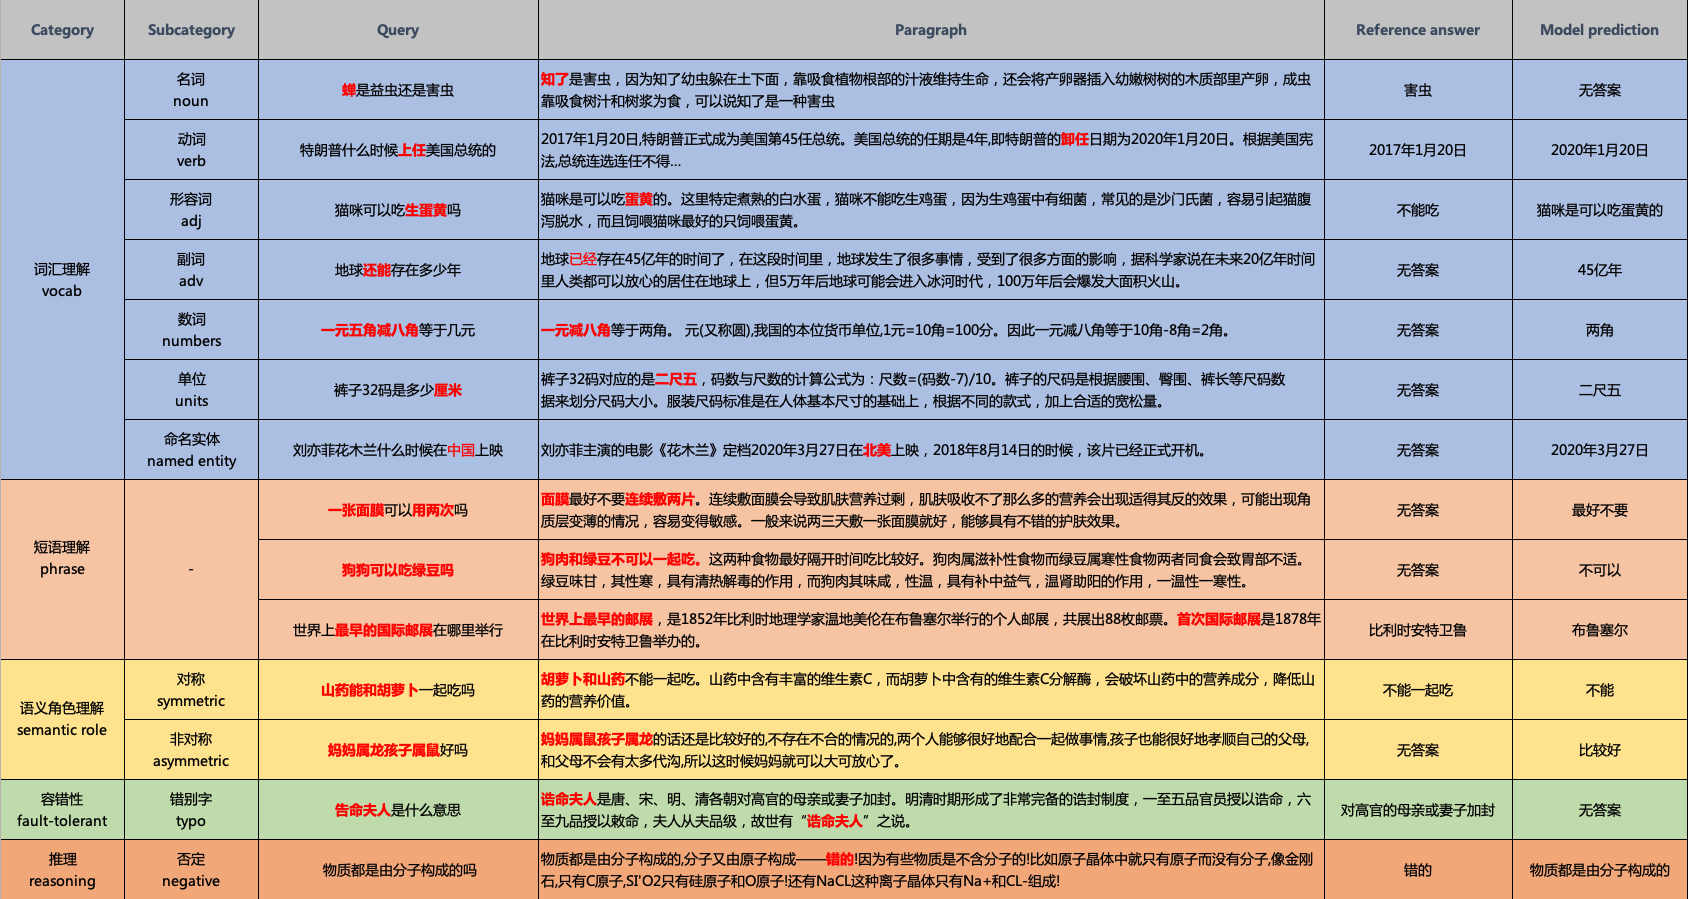 Category Subcategory Query Paragraph Reference answer Model prediction
词汇理解
vocab
名词
noun
蝉是益虫还是害虫
知了是害虫，因为知了幼虫躲在土下面，靠吸食植物根部的汁液维持生命，还会将产卵器插入幼嫩树树的木质部里产卵，成虫
靠吸食树汁和树浆为食，可以说知了是一种害虫
害虫
无答案
动词
verb
特朗普什么时候上任美国总统的
2017年1月20日,特朗普正式成为美国第45任总统。美国总统的任期是4年,即特朗普的卸任日期为2020年1月20日。根据美国宪
法,总统连选连任不得...
2017年1月20日
2020年1月20日
形容词
adj
猫咪可以吃生蛋黄吗
猫咪是可以吃蛋黄的。这里特定煮熟的白水蛋，猫咪不能吃生鸡蛋，因为生鸡蛋中有细菌，常见的是沙门氏菌，容易引起猫腹
泻脱水，而且饲喂猫咪最好的只饲喂蛋黄。
不能吃
猫咪是可以吃蛋黄的
副词
adv
地球还能存在多少年
地球已经存在45亿年的时间了，在这段时间里，地球发生了很多事情，受到了很多方面的影响，据科学家说在未来20亿年时间
里人类都可以放心的居住在地球上，但5万年后地球可能会进入冰河时代，100万年后会爆发大面积火山。
无答案
45亿年
数词
numbers
一元五角减八角等于几元
一元减八角等于两角。 元(又称圆),我国的本位货币单位,1元=10角=100分。因此一元减八角等于10角-8角=2角。
无答案
两角
单位
units
裤子32码是多少厘米
裤子32码对应的是二尺五，码数与尺数的计算公式为：尺数=(码数-7)/10。裤子的尺码是根据腰围、臀围、裤长等尺码数
据来划分尺码大小。服装尺码标准是在人体基本尺寸的基础上，根据不同的款式，加上合适的宽松量。
无答案
二尺五
命名实体
named entity
刘亦菲花木兰什么时候在中国上映
刘亦菲主演的电影《花木兰》定档2020年3月27日在北美上映，2018年8月14日的时候，该片已经正式开机。
无答案
2020年3月27日
短语理解
phrase
-
一张面膜可以用两次吗
面膜最好不要连续敷两片。连续敷面膜会导致肌肤营养过剩，肌肤吸收不了那么多的营养会出现适得其反的效果，可能出现角
质层变薄的情况，容易变得敏感。一般来说两三天敷一张面膜就好，能够具有不错的护肤效果。
无答案
最好不要
狗狗可以吃绿豆吗
狗肉和绿豆不可以一起吃。这两种食物最好隔开时间吃比较好。狗肉属滋补性食物而绿豆属寒性食物两者同食会致胃部不适。
绿豆味甘，其性寒，具有清热解毒的作用，而狗肉其味咸，性温，具有补中益气，温肾助阳的作用，一温性一寒性。
无答案
不可以
世界上最早的国际邮展在哪里举行
世界上最早的邮展，是1852年比利时地理学家温地美伦在布鲁塞尔举行的个人邮展，共展出88枚邮票。首次国际邮展是1878年
在比利时安特卫鲁举办的。
比利时安特卫鲁
布鲁塞尔
语义角色理解
semantic role
对称
symmetric
山药能和胡萝卜一起吃吗
胡萝卜和山药不能一起吃。山药中含有丰富的维生素C，而胡萝卜中含有的维生素C分解酶，会破坏山药中的营养成分，降低山
药的营养价值。
不能一起吃
不能
非对称
asymmetric
妈妈属龙孩子属鼠好吗
妈妈属鼠孩子属龙的话还是比较好的,不存在不合的情况的,两个人能够很好地配合一起做事情,孩子也能很好地孝顺自己的父母,
和父母不会有太多代沟,所以这时候妈妈就可以大可放心了。
无答案
比较好
容错性
fault-tolerant
错别字
typo
告命夫人是什么意思
诰命夫人是唐、宋、明、清各朝对高官的母亲或妻子加封。明清时期形成了非常完备的诰封制度，一至五品官员授以诰命，六
至九品授以敕命，夫人从夫品级，故世有“诰命夫人”之说。
对高官的母亲或妻子加封
无答案
推理
reasoning
否定
negative
物质都是由分子构成的吗
物质都是由分子构成的,分子又由原子构成——错的!因为有些物质是不含分子的!比如原子晶体中就只有原子而没有分子,像金刚
石,只有C原子,SI'O2只有硅原子和O原子!还有NaCL这种离子晶体只有Na+和CL-组成!
错的
物质都是由分子构成的